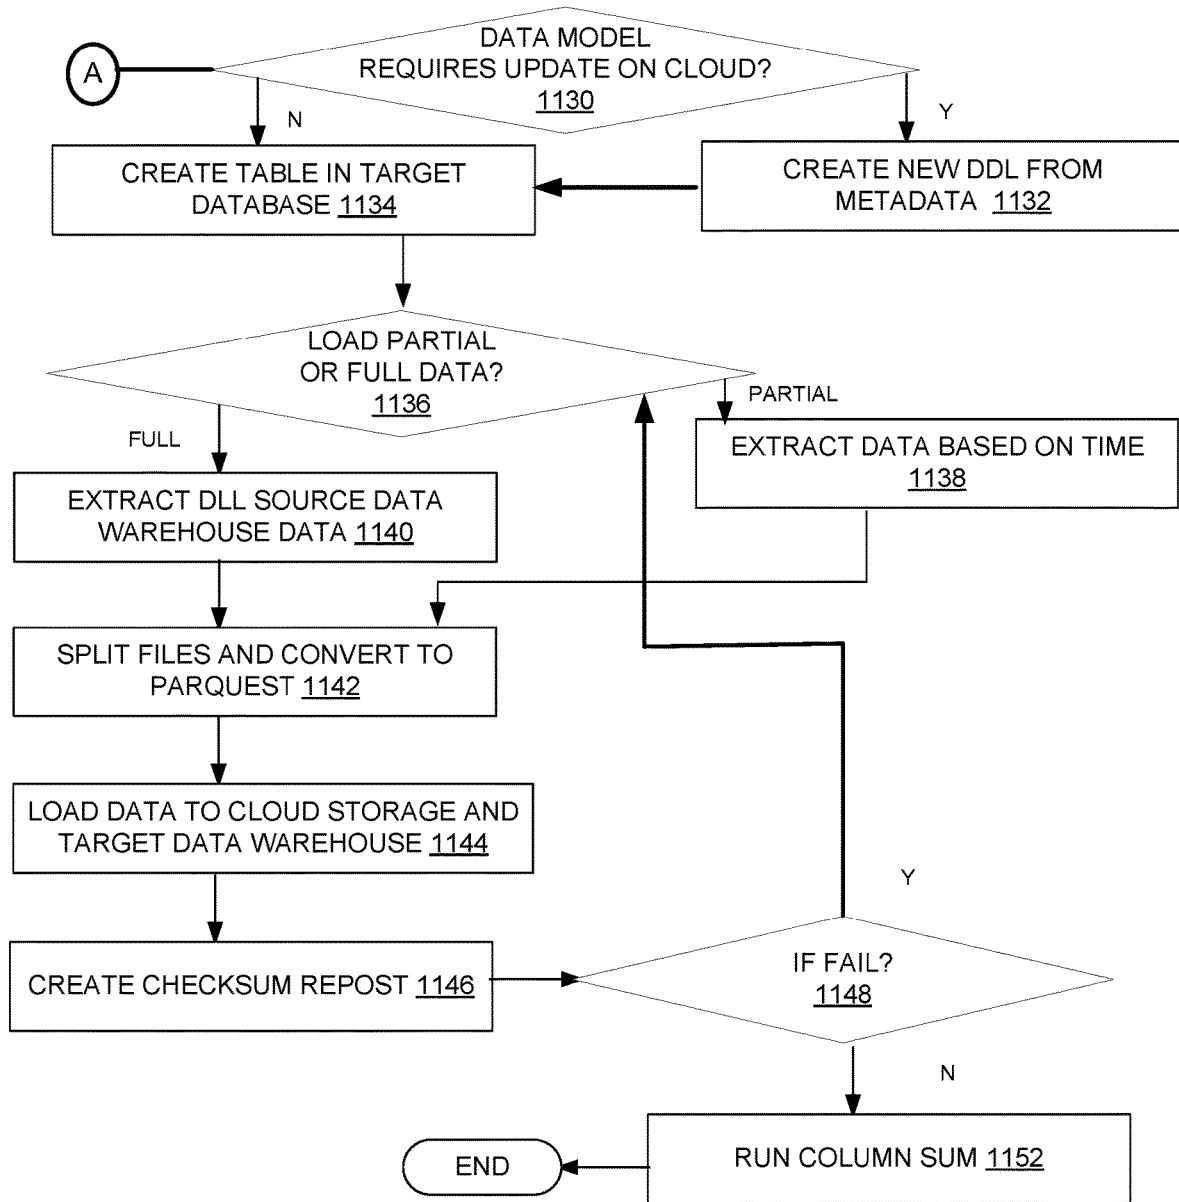 DATA MODEL
REQUIRES UPDATE ON CLOUD?
1130
A
N
Y
CREATE TABLE IN TARGET
DATABASE 1134
CREATE NEW DDL FROM
METADATA 1132
LOAD PARTIAL
OR FULL DATA?
1136
PARTIAL
FULL
EXTRACT DATA BASED ON TIME
1138
EXTRACT DLL SOURCE DATA
WAREHOUSE DATA 1140
SPLIT FILES AND CONVERT TO
PARQUEST 1142
LOAD DATA TO CLOUD STORAGE AND
TARGET DATA WAREHOUSE 1144
Y
CREATE CHECKSUM REPOST 1146
IF FAIL?
1148
N
END
RUN COLUMN SUM 1152